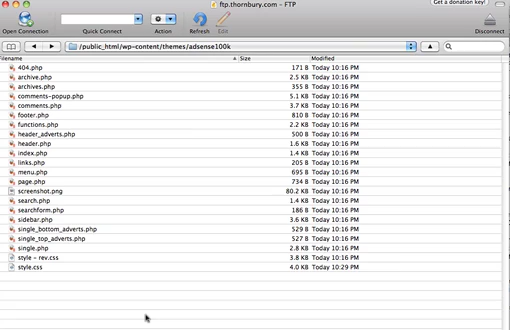 ftp.thornbury.com – FTP
Get a donation key!
Open Connection Quick Connect Action Refresh Edit Disconnect
/public_html/wp-content/themes/adsense100k
Filename Size Modified
404.php 171 B Today 10:16 PM
archive.php 2.5 KB Today 10:16 PM
archives.php 355 B Today 10:16 PM
comments-popup.php 5.1 KB Today 10:16 PM
comments.php 3.7 KB Today 10:16 PM
footer.php 810 B Today 10:16 PM
functions.php 2.2 KB Today 10:16 PM
header_adverts.php 500 B Today 10:16 PM
header.php 1.6 KB Today 10:16 PM
index.php 1.4 KB Today 10:16 PM
links.php 205 B Today 10:16 PM
menu.php 695 B Today 10:16 PM
page.php 734 B Today 10:16 PM
screenshot.png 80.2 KB Today 10:16 PM
search.php 1.4 KB Today 10:16 PM
searchform.php 186 B Today 10:16 PM
sidebar.php 3.6 KB Today 10:16 PM
single_bottom_adverts.php 529 B Today 10:16 PM
single_top_adverts.php 527 B Today 10:16 PM
single.php 2.8 KB Today 10:16 PM
style - rev.css 3.8 KB Today 10:16 PM
style.css 4.0 KB Today 10:29 PM